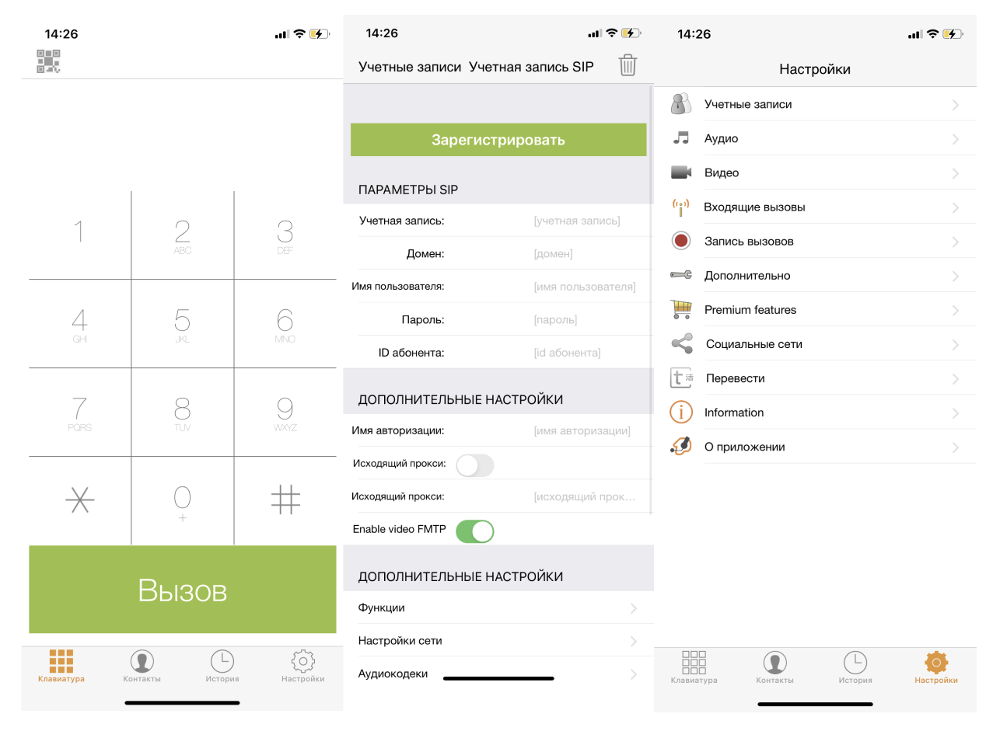 14:26
1
2
ABC
3
DEF
4
GHI
5
JKL
6
MNO
7
PQRS
8
TUV
9
WXYZ
*
0
+
#
Вызов
Клавиатура
Контакты
История
Настройки
14:26
Учетные записи Учетная запись SIP
Зарегистрировать
ПАРАМЕТРЫ SIP
Учетная запись: [учетная запись]
Домен: [домен]
Имя пользователя: [имя пользователя]
Пароль: [пароль]
ID абонента: [id абонента]
ДОПОЛНИТЕЛЬНЫЕ НАСТРОЙКИ
Имя авторизации: [имя авторизации]
Исходящий прокси:
Исходящий прокси: [исходящий прок...
Enable video FMTP
ДОПОЛНИТЕЛЬНЫЕ НАСТРОЙКИ
Функции
Настройки сети
Аудиокодеки
14:26
Настройки
Учетные записи
Аудио
Видео
Входящие вызовы
Запись вызовов
Дополнительно
Premium features
Социальные сети
t 活 Перевести
i Information
О приложении
Клавиатура
Контакты
История
Настройки